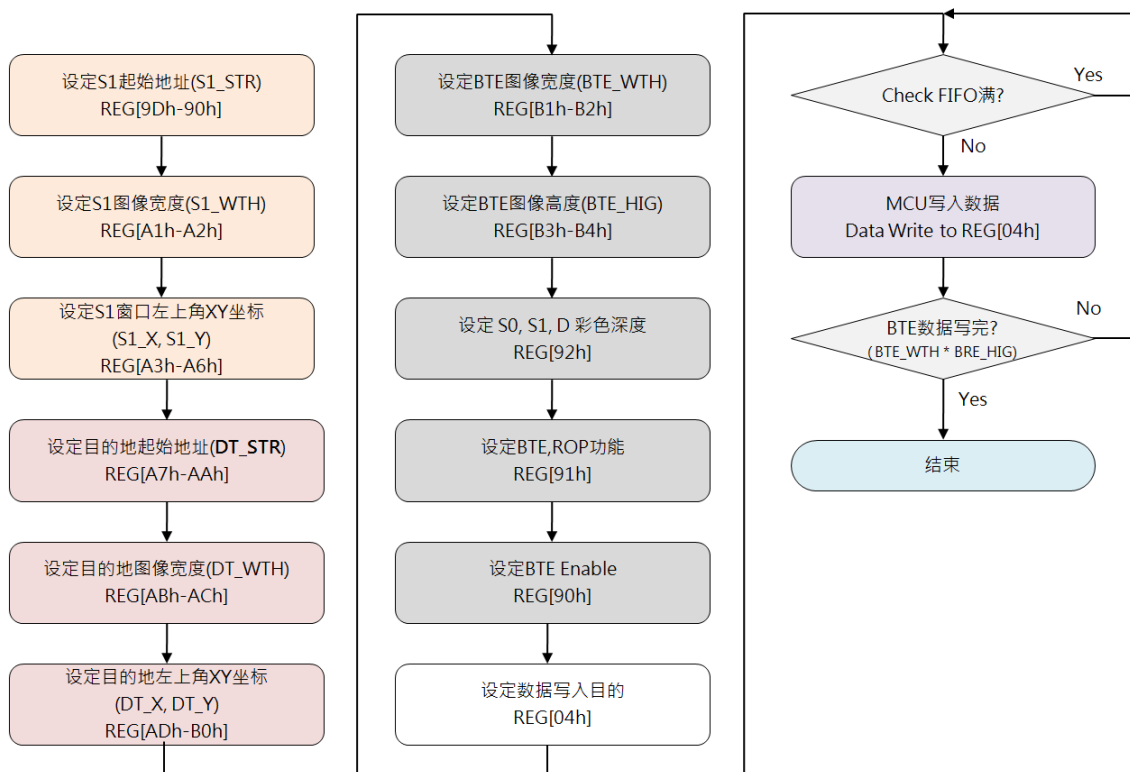 设定S1起始地址(S1_STR)
REG[9Dh-90h]
设定S1图像宽度(S1_WTH)
REG[A1h-A2h]
设定S1窗口左上角XY坐标
(S1_X, S1_Y)
REG[A3h-A6h]
设定目的地起始地址(DT_STR)
REG[A7h-AAh]
设定目的地图像宽度(DT_WTH)
REG[ABh-ACh]
设定目的地左上角XY坐标
(DT_X, DT_Y)
REG[ADh-B0h]
设定BTE图像宽度(BTE_WTH)
REG[B1h-B2h]
设定BTE图像高度(BTE_HIG)
REG[B3h-B4h]
设定 S0, S1, D 彩色深度
REG[92h]
设定BTE,ROP功能
REG[91h]
设定BTE Enable
REG[90h]
设定数据写入目的
REG[04h]
Check FIFO满?
Yes
No
MCU写入数据
Data Write to REG[04h]
BTE数据写完?
(BTE_WTH * BRE_HIG)
No
Yes
结束